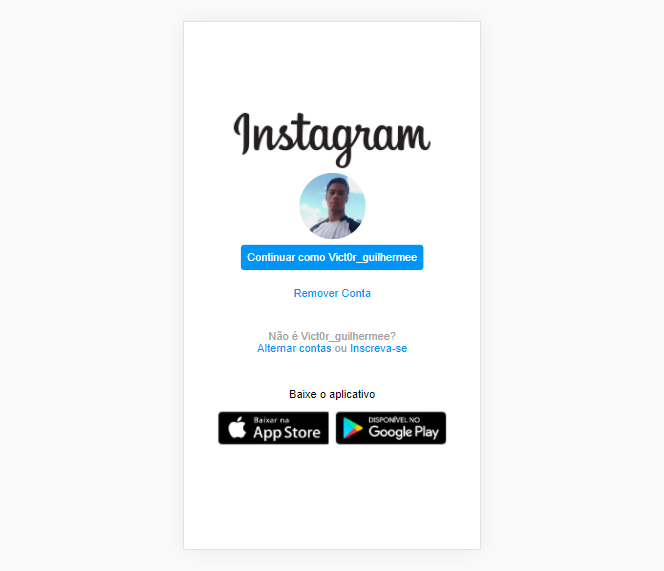 Instagram
Continuar como Vict0r_guilhermee
Remover Conta
Não é Vict0r_guilhermee?
Alternar contas ou Inscreva-se
Baixe o aplicativo
Baixar na
App Store
DISPONÍVEL NO
Google Play